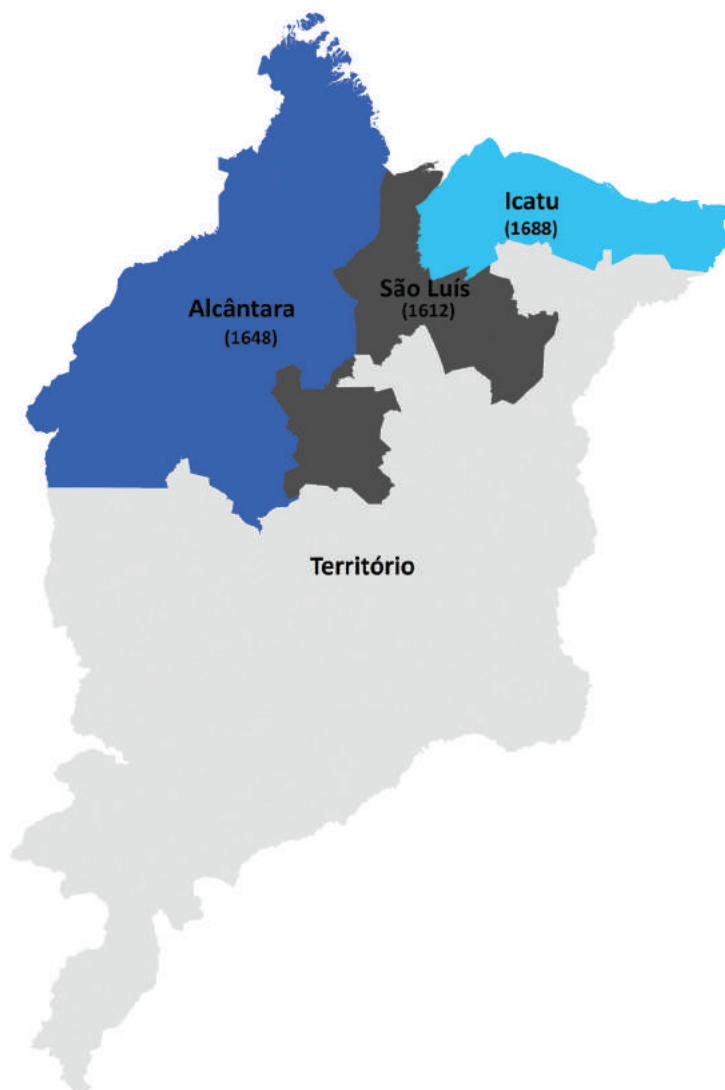 Icatu
(1688)
São Luís
(1612)
Alcântara
(1648)
Território